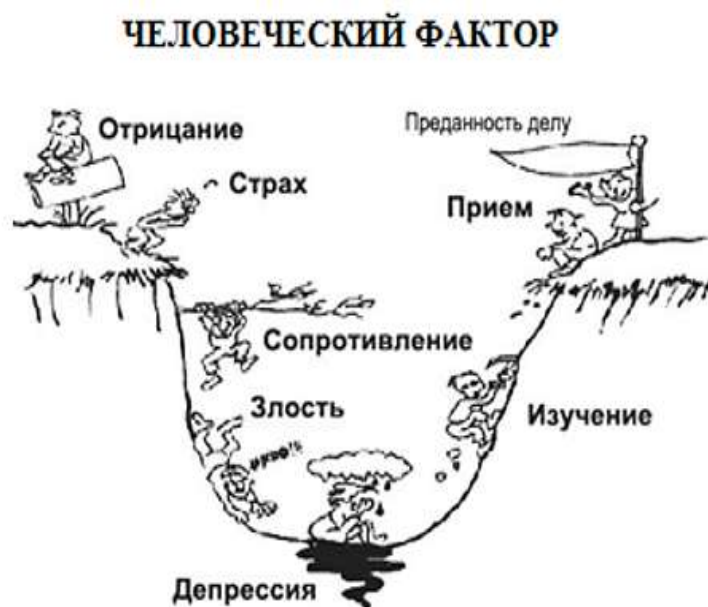 ЧЕЛОВЕЧЕСКИЙ ФАКТОР
Отрицание
Страх
Сопротивление
Злость
Депрессия
Изучение
Прием
Преданность делу